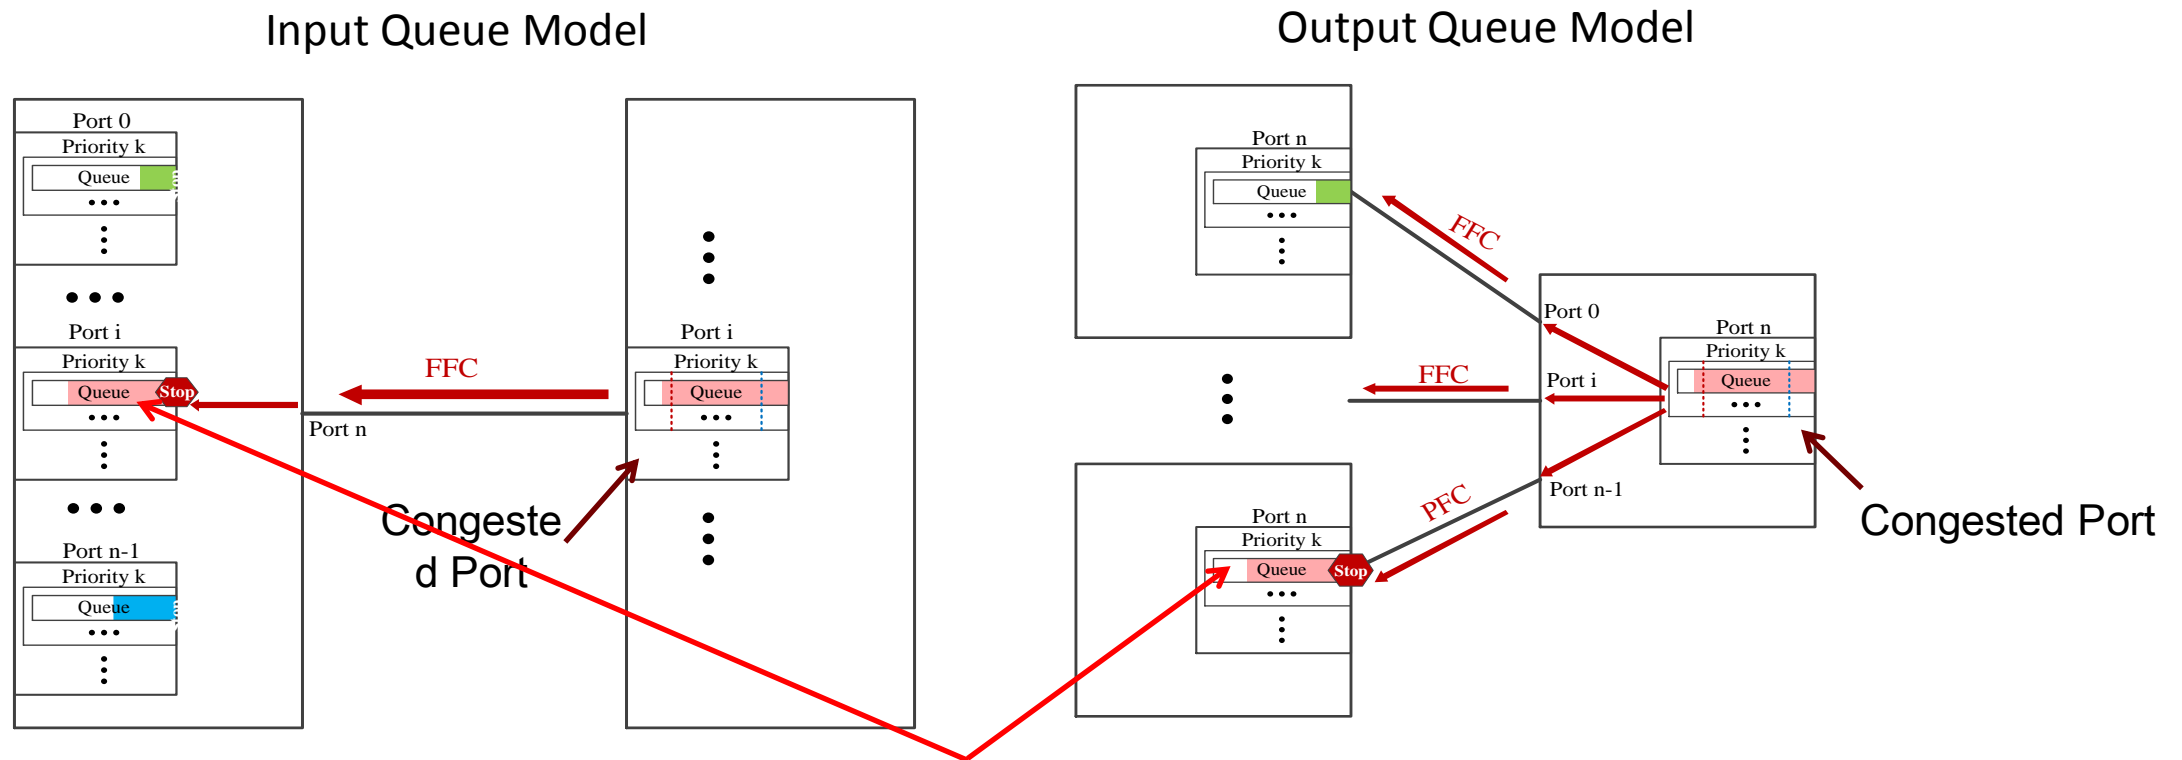 Input Queue Model
Port 0
Priority k
Queue
Port i
Priority k
Queue
Stop
Port n-1
Priority k
Queue
Port n
FFC
Port i
Priority k
Queue
Congeste
d Port
Output Queue Model
Port n
Priority k
Queue
FFC
FFC
PFC
Port n
Priority k
Queue
Stop
Port 0
Port i
Port n-1
Port n
Priority k
Queue
Congested Port